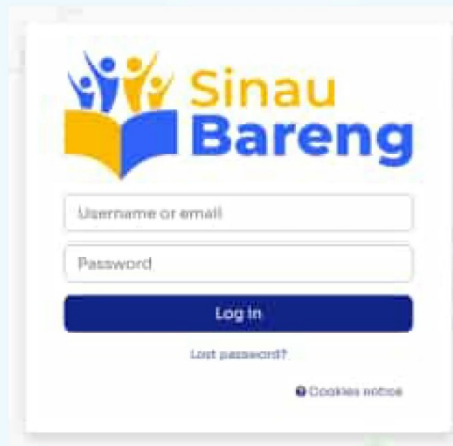 Sinau
Bareng
Username or email
Password
Log in
Lost password?
Cookies notice